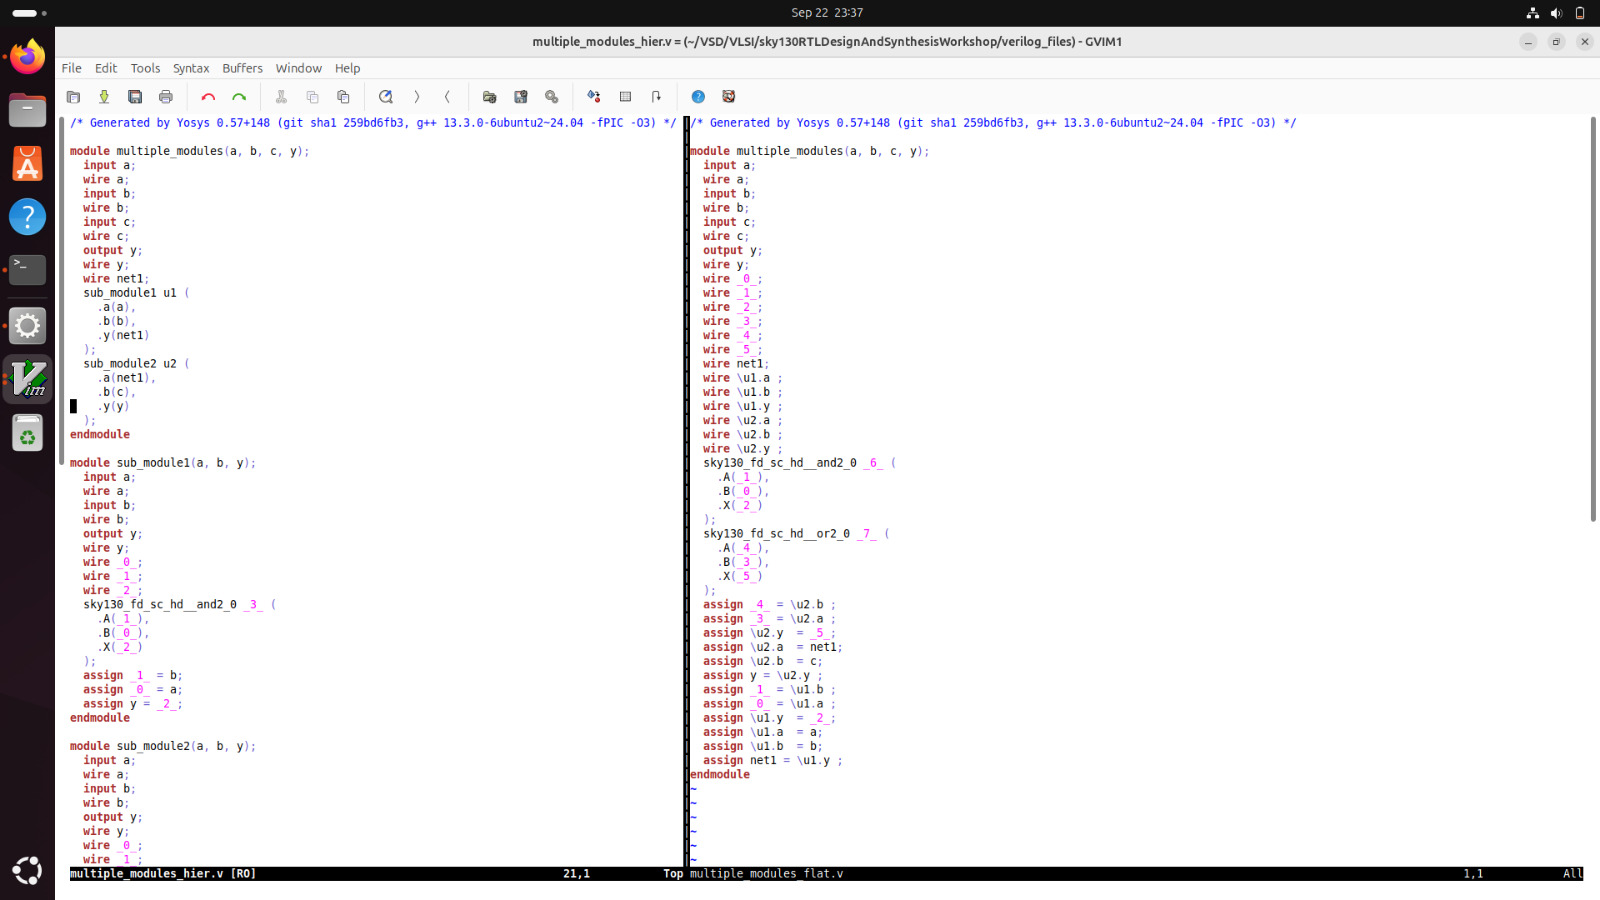 Sep 22 23:37
multiple_modules_hier.v = (~/VSD/VLSI/sky130RTLDesignAndSynthesisWorkshop/verilog_files) - GVIM1
File Edit Tools Syntax Buffers Window Help
/* Generated by Yosys 0.57+148 (git sha1 259bd6fb3, g++ 13.3.0-6ubuntu2~24.04 -fPIC -O3) */
module multiple_modules(a, b, c, y);
input a;
wire a;
input b;
wire b;
input c;
wire c;
output y;
wire y;
wire net1;
sub_module1 u1 (
.a(a),
.b(b),
.y(net1)
);
sub_module2 u2 (
.a(net1),
.b(c),
.y(y)
);
endmodule
module sub_module1(a, b, y);
input a;
wire a;
input b;
wire b;
output y;
wire y;
wire _0_;
wire _1_;
wire _2_;
sky130_fd_sc_hd__and2_0 _3_ (
.A(_1_),
.B(_0_),
.X(_2_)
);
assign _1_ = b;
assign _0_ = a;
assign y = _2_;
endmodule
module sub_module2(a, b, y);
input a;
wire a;
input b;
wire b;
output y;
wire y;
wire _0_;
wire _1_;
multiple_modules_hier.v [RO] 21,1 Top
/* Generated by Yosys 0.57+148 (git sha1 259bd6fb3, g++ 13.3.0-6ubuntu2~24.04 -fPIC -O3) */
module multiple_modules(a, b, c, y);
input a;
wire a;
input b;
wire b;
input c;
wire c;
output y;
wire y;
wire _0_;
wire _1_;
wire _2_;
wire _3_;
wire _4_;
wire _5_;
wire net1;
wire \u1.a ;
wire \u1.b ;
wire \u1.y ;
wire \u2.a ;
wire \u2.b ;
wire \u2.y ;
sky130_fd_sc_hd__and2_0 _6_ (
.A(_1_),
.B(_0_),
.X(_2_)
);
sky130_fd_sc_hd__or2_0 _7_ (
.A(_4_),
.B(_3_),
.X(_5_)
);
assign _4_ = \u2.b ;
assign _3_ = \u2.a ;
assign \u2.y  = _5_;
assign \u2.a  = net1;
assign \u2.b  = c;
assign y = \u2.y ;
assign _1_ = \u1.b ;
assign _0_ = \u1.a ;
assign \u1.y  = _2_;
assign \u1.a  = a;
assign \u1.b  = b;
assign net1 = \u1.y ;
endmodule
~
~
~
~
~
~
multiple_modules_flat.v 1,1 All